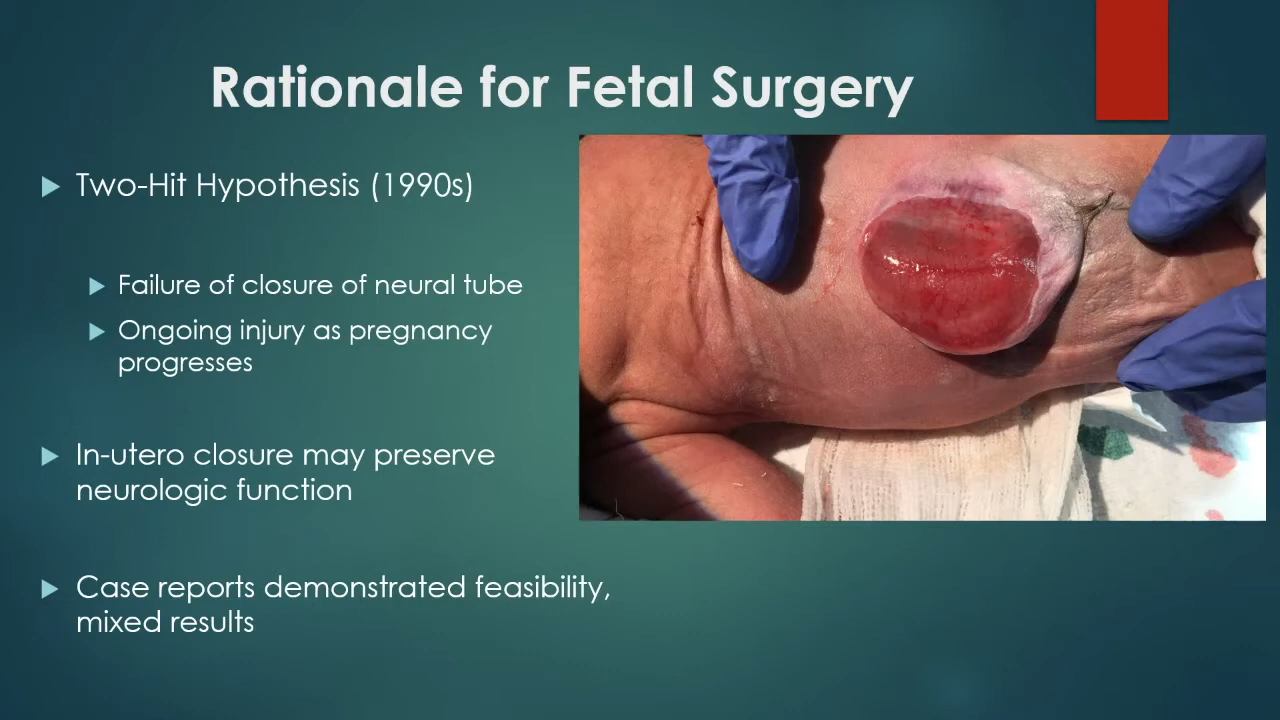 Rationale for Fetal Surgery
Two-Hit Hypothesis (1990s)
Failure of closure of neural tube
Ongoing injury as pregnancy
progresses
In-utero closure may preserve
neurologic function
Case reports demonstrated feasibility,
mixed results